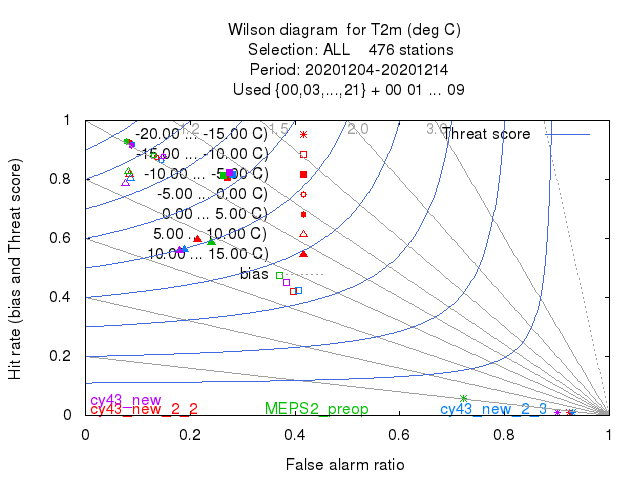 Wilson diagram  for T2m (deg C)
Selection: ALL    476 stations
Period: 20201204-20201214
Used {00,03,...,21} + 00 01 ... 09
1.2 1.5 2.0 3.0
-20.00 ... -15.00 C)
-15.00 ... -10.00 C)
-10.00 ... -5.00 C)
-5.00 ... 0.00 C)
0.00 ... 5.00 C)
5.00 ... 10.00 C)
10.00 ... 15.00 C)
bias
Threat score
Hit rate (bias and Threat score)
1
0.8
0.6
0.4
0.2
0
cy43_new
cy43_new_2_2
MEPS2_preop
cy43_new_2_3
0 0.2 0.4 0.6 0.8 1
False alarm ratio